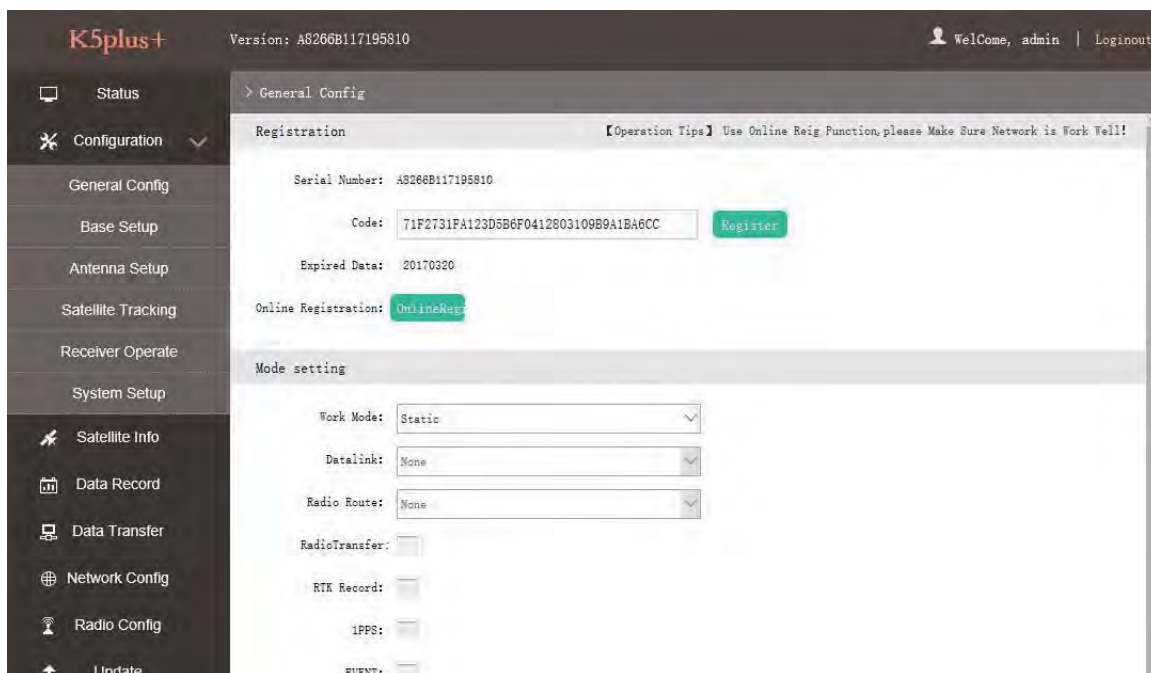 K5plus+
Version: A8266B117195810
WelCome, admin | Loginout
Status
Configuration
General Config
Base Setup
Antenna Setup
Satellite Tracking
Receiver Operate
System Setup
Satellite Info
Data Record
Data Transfer
Network Config
Radio Config
Update
> General Config
Registration
【Operation Tips】 Use Online Reig Function,please Make Sure Network is Work Well!
Serial Number: A8266B117195810
Code: 71F2731FA123D5B6F0412803109B9A1BA6CC
Register
Expired Data: 20170320
Online Registration: OnlineRegi
Mode setting
Work Mode: Static
Datalink: None
Radio Route: None
RadioTransfer:
RTK Record:
1PPS:
EVENT: